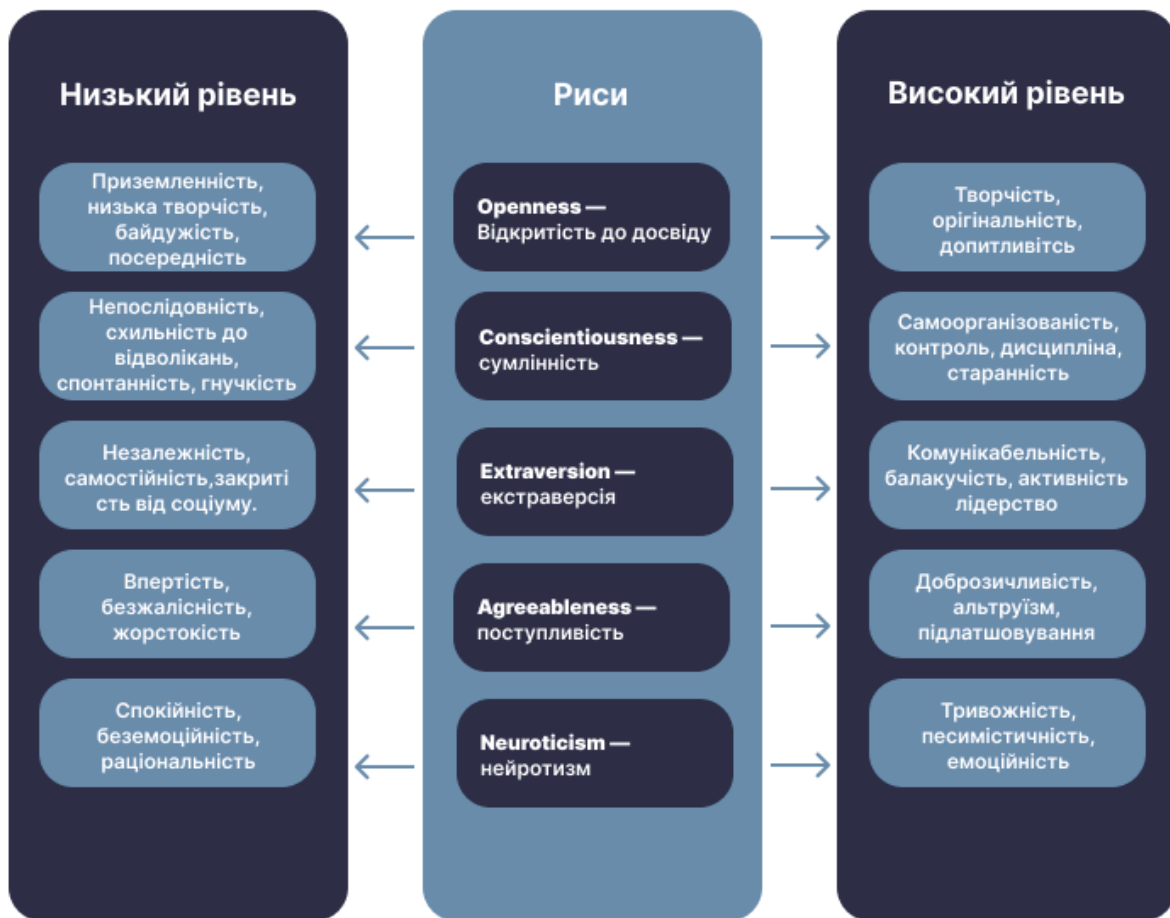 Низький рівень
Приземленність,
низька творчість,
байдужість,
посередність
Непослідовність,
схильність до
відволікань,
спонтанність, гнучкість
Незалежність,
самостійність,закриті
сть від соціуму.
Впертість,
безжалісність,
жорстокість
Спокійність,
беземоційність,
раціональність
Риси
Openness —
Відкритість до досвіду
Conscientiousness —
сумлінність
Extraversion —
екстраверсія
Agreeableness —
поступливість
Neuroticism —
нейротизм
Високий рівень
Творчість,
орігінальність,
допитливітсь
Самоорганізованість,
контроль, дисципліна,
старанність
Комунікабельність,
балакучість, активність
лідерство
Доброзичливість,
альтруїзм,
підлатшовування
Тривожність,
песимістичність,
емоційність